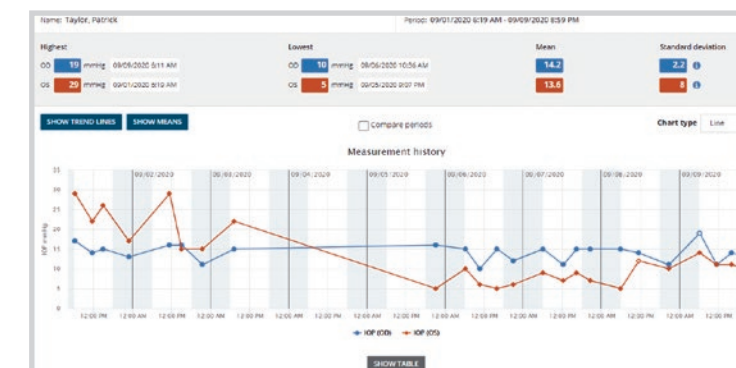 Name: Taylor, Patrick Period: 09/01/2020 6:19 AM - 09/09/2020 8:59 PM
Highest Lowest Mean Standard deviation
OD 19 mmHg AM OD 10 mmHg 09/06/2020 10:36 AM 14.2 2.2
OS 29 mmHg 09/01/2020 6:19 AM OS 5 mmHg 09/05/2020 9:07 PM 13.6 8
SHOW TREND LINES SHOW MEANS Compare periods Chart type Line
Measurement history
35
30
25
20
15
10
5
0
IOP mmHg
09/02/2020 09/03/2020 09/04/2020 09/05/2020 09/06/2020 09/07/2020 09/08/2020 09/09/2020
12:00 PM 12:00 AM 12:00 PM 12:00 AM 12:00 PM 12:00 AM 12:00 PM 12:00 AM 12:00 PM 12:00 AM 12:00 PM 12:00 AM 12:00 PM 12:00 AM 12:00 PM 12:00 AM 12:00 PM
IOP (OD) IOP (OS)
SHOW TABLE